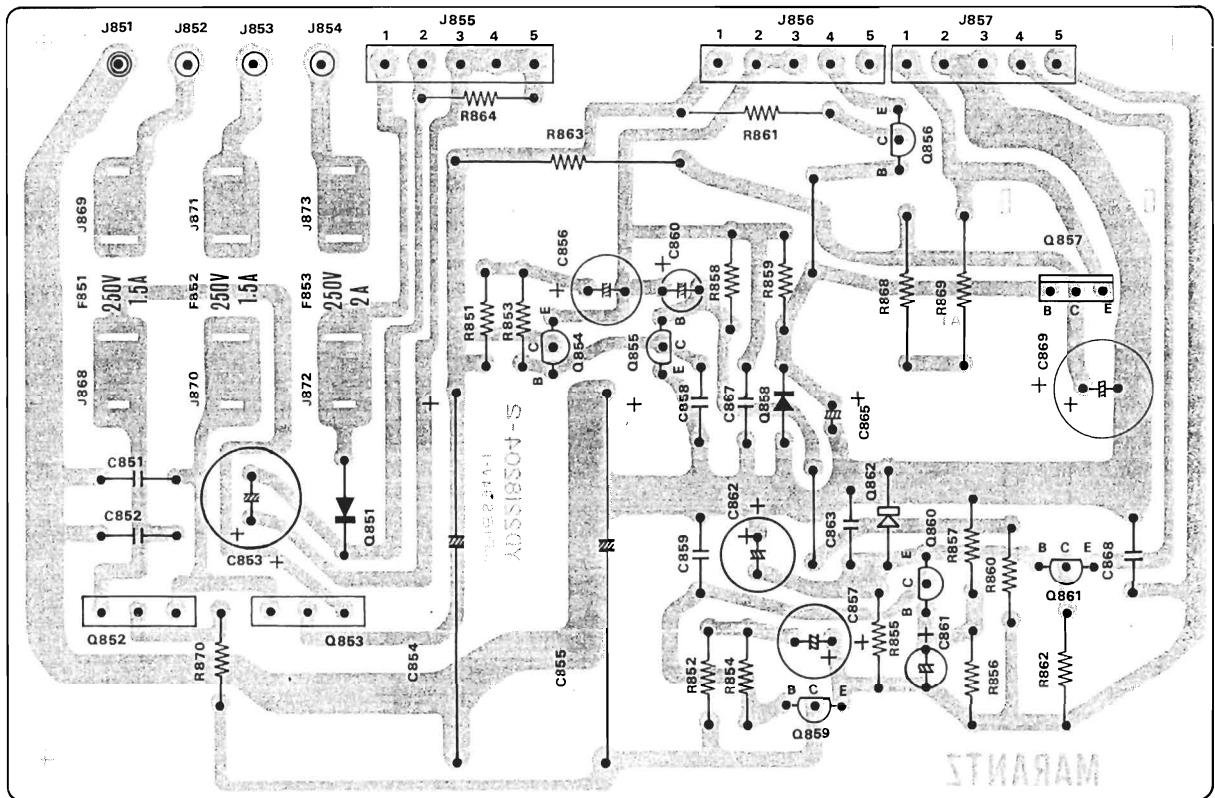 J851 J852 J853 J854 J855 J856 J857
1 2 3 4 5 1 2 3 4 5 1 2 3 4 5
R864
R861
R863
E
C
B
Q856
J869 J871 J873
C856 C860
+ +
R858 R859
R868 R869
Q857
B C E
F851 250V 1.5A
F852 250V 1.5A
F853 250V 2A
R851 R853
E
C
B
Q854
Q855
B
C
E
C869
+ +
J868 J870 J872
+
+
C858 C867 Q858
+
C865
YD2218204-S
C851
C852
C853
+ +
Q851
C862
+ +
C863
Q862
C859
Q860
E
C
B
R857
R860
B C E
Q861
C868
Q852 Q853
R870
C854 C855
C857
+ +
R855
+
C861
R852 R854
R856 R862
B C E
Q859
MARANTZ